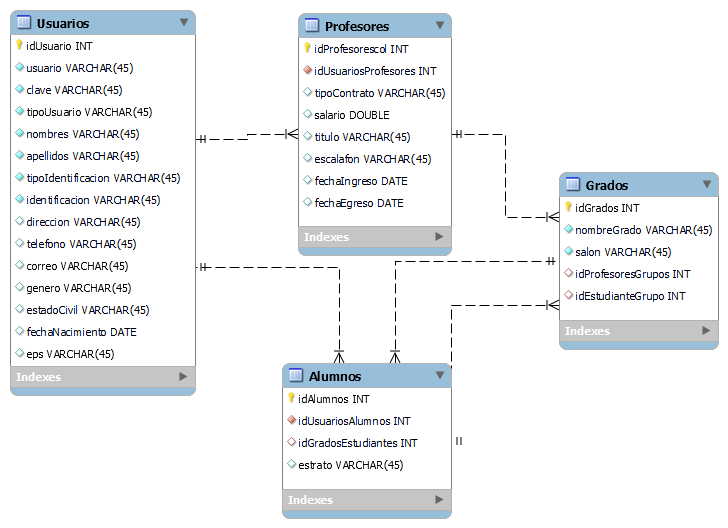 Usuarios
idUsuario INT
usuario VARCHAR(45)
clave VARCHAR(45)
tipoUsuario VARCHAR(45)
nombres VARCHAR(45)
apellidos VARCHAR(45)
tipoIdentificacion VARCHAR(45)
identificacion VARCHAR(45)
direccion VARCHAR(45)
telefono VARCHAR(45)
correo VARCHAR(45)
genero VARCHAR(45)
estadoCivil VARCHAR(45)
fechaNacimiento DATE
eps VARCHAR(45)
Indexes
Profesores
idProfesorescol INT
idUsuariosProfesores INT
tipoContrato VARCHAR(45)
salario DOUBLE
titulo VARCHAR(45)
escalafon VARCHAR(45)
fechaIngreso DATE
fechaEgreso DATE
Indexes
Grados
idGrados INT
nombreGrado VARCHAR(45)
salon VARCHAR(45)
idProfesoresGrupos INT
idEstudianteGrupo INT
Indexes
Alumnos
idAlumnos INT
idUsuariosAlumnos INT
idGradosEstudiantes INT
estrato VARCHAR(45)
Indexes